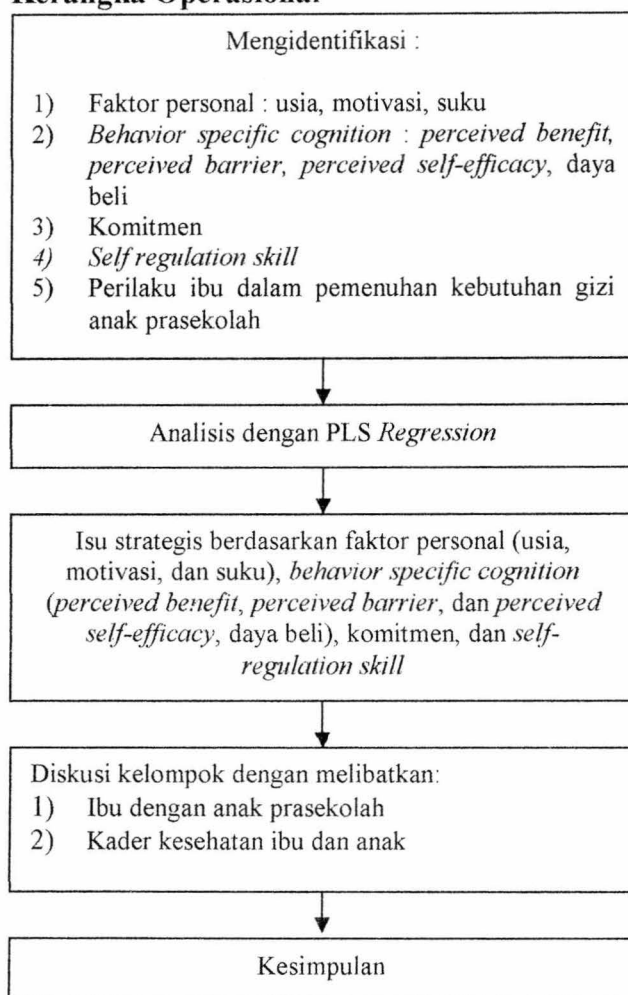 Kerangka Operasional
Mengidentifikasi :
1) Faktor personal : usia, motivasi, suku
2) Behavior specific cognition : perceived benefit,
perceived barrier, perceived self-efficacy, daya
beli
3) Komitmen
4) Self regulation skill
5) Perilaku ibu dalam pemenuhan kebutuhan gizi
anak prasekolah
Analisis dengan PLS Regression
Isu strategis berdasarkan faktor personal (usia,
motivasi, dan suku), behavior specific cognition
(perceived benefit, perceived barrier, dan perceived
self-efficacy, daya beli), komitmen, dan self-
regulation skill
Diskusi kelompok dengan melibatkan:
1) Ibu dengan anak prasekolah
2) Kader kesehatan ibu dan anak
Kesimpulan